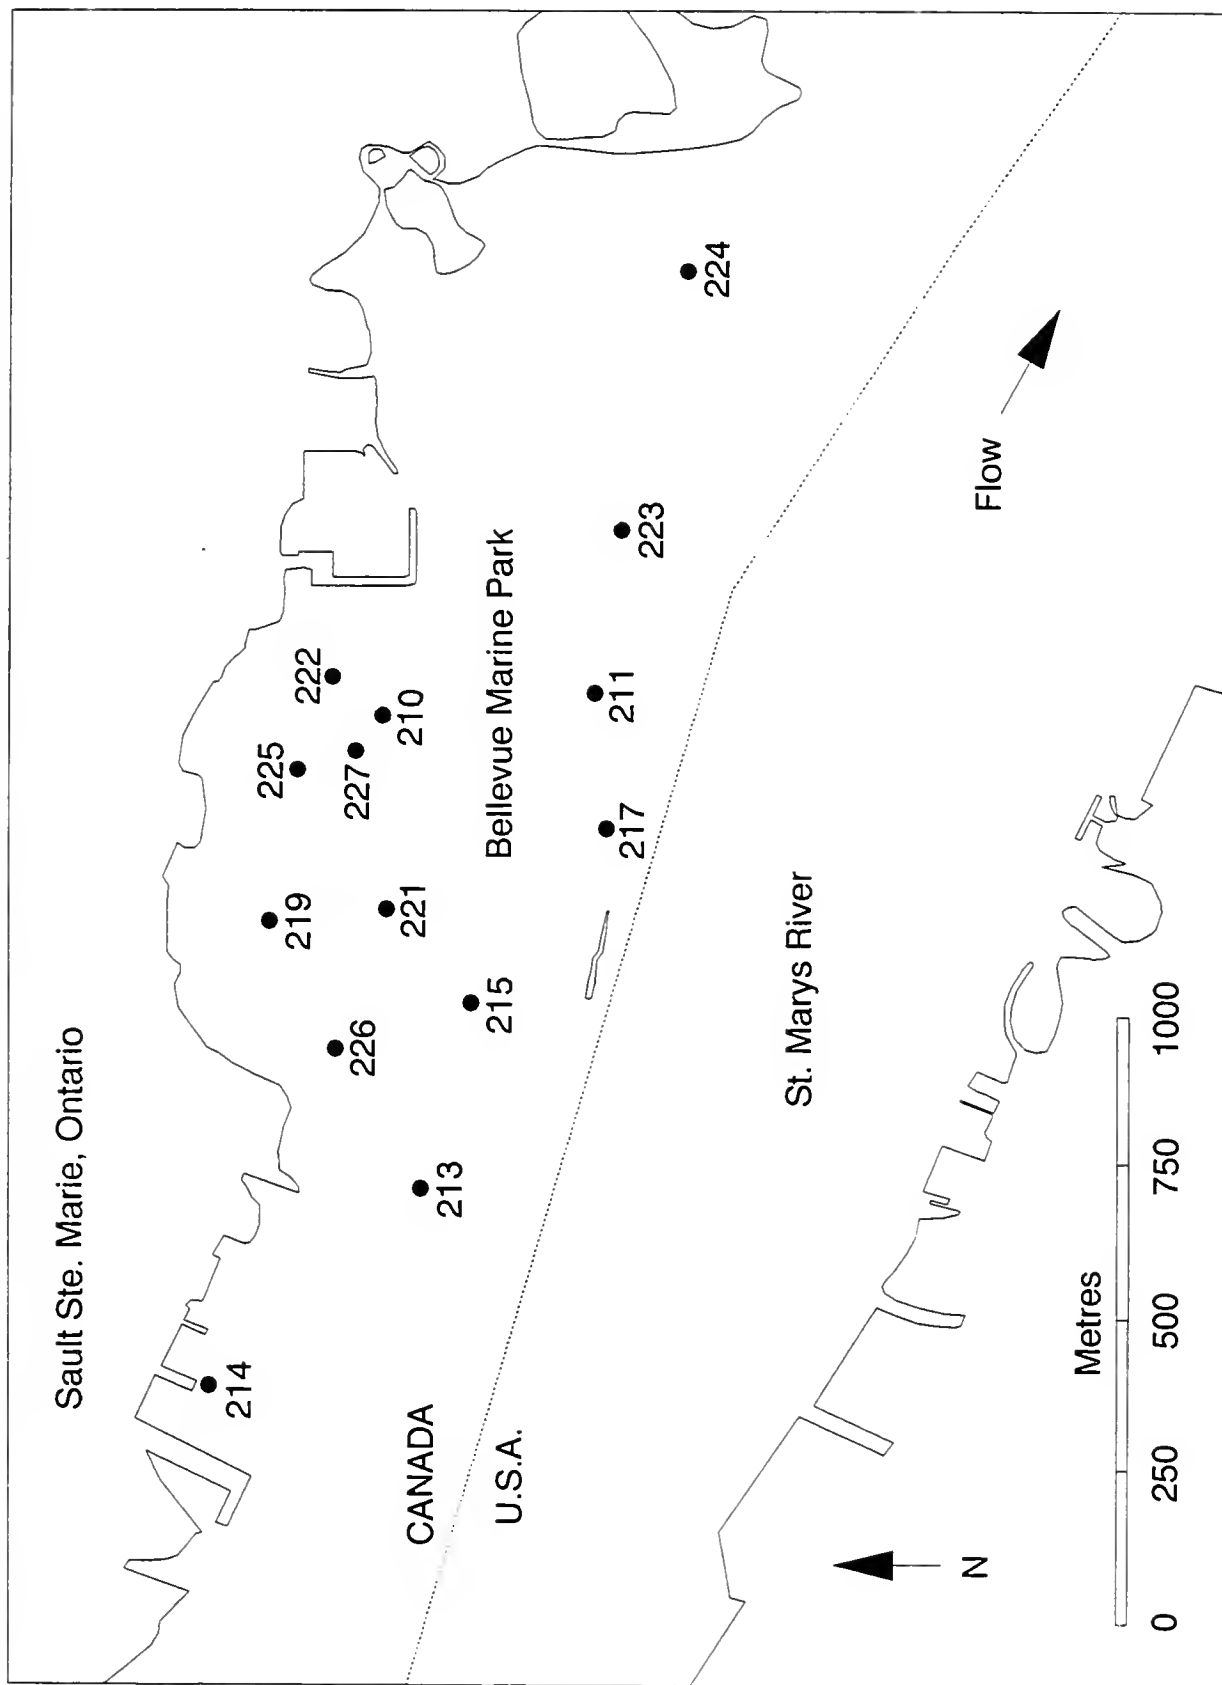 Sault Ste. Marie, Ontario
214
213
226
219
225
222
227
210
221
215
Bellevue Marine Park
217
211
223
224
CANADA
U.S.A.
St. Marys River
Flow
N
Metres
0 250 500 750 1000